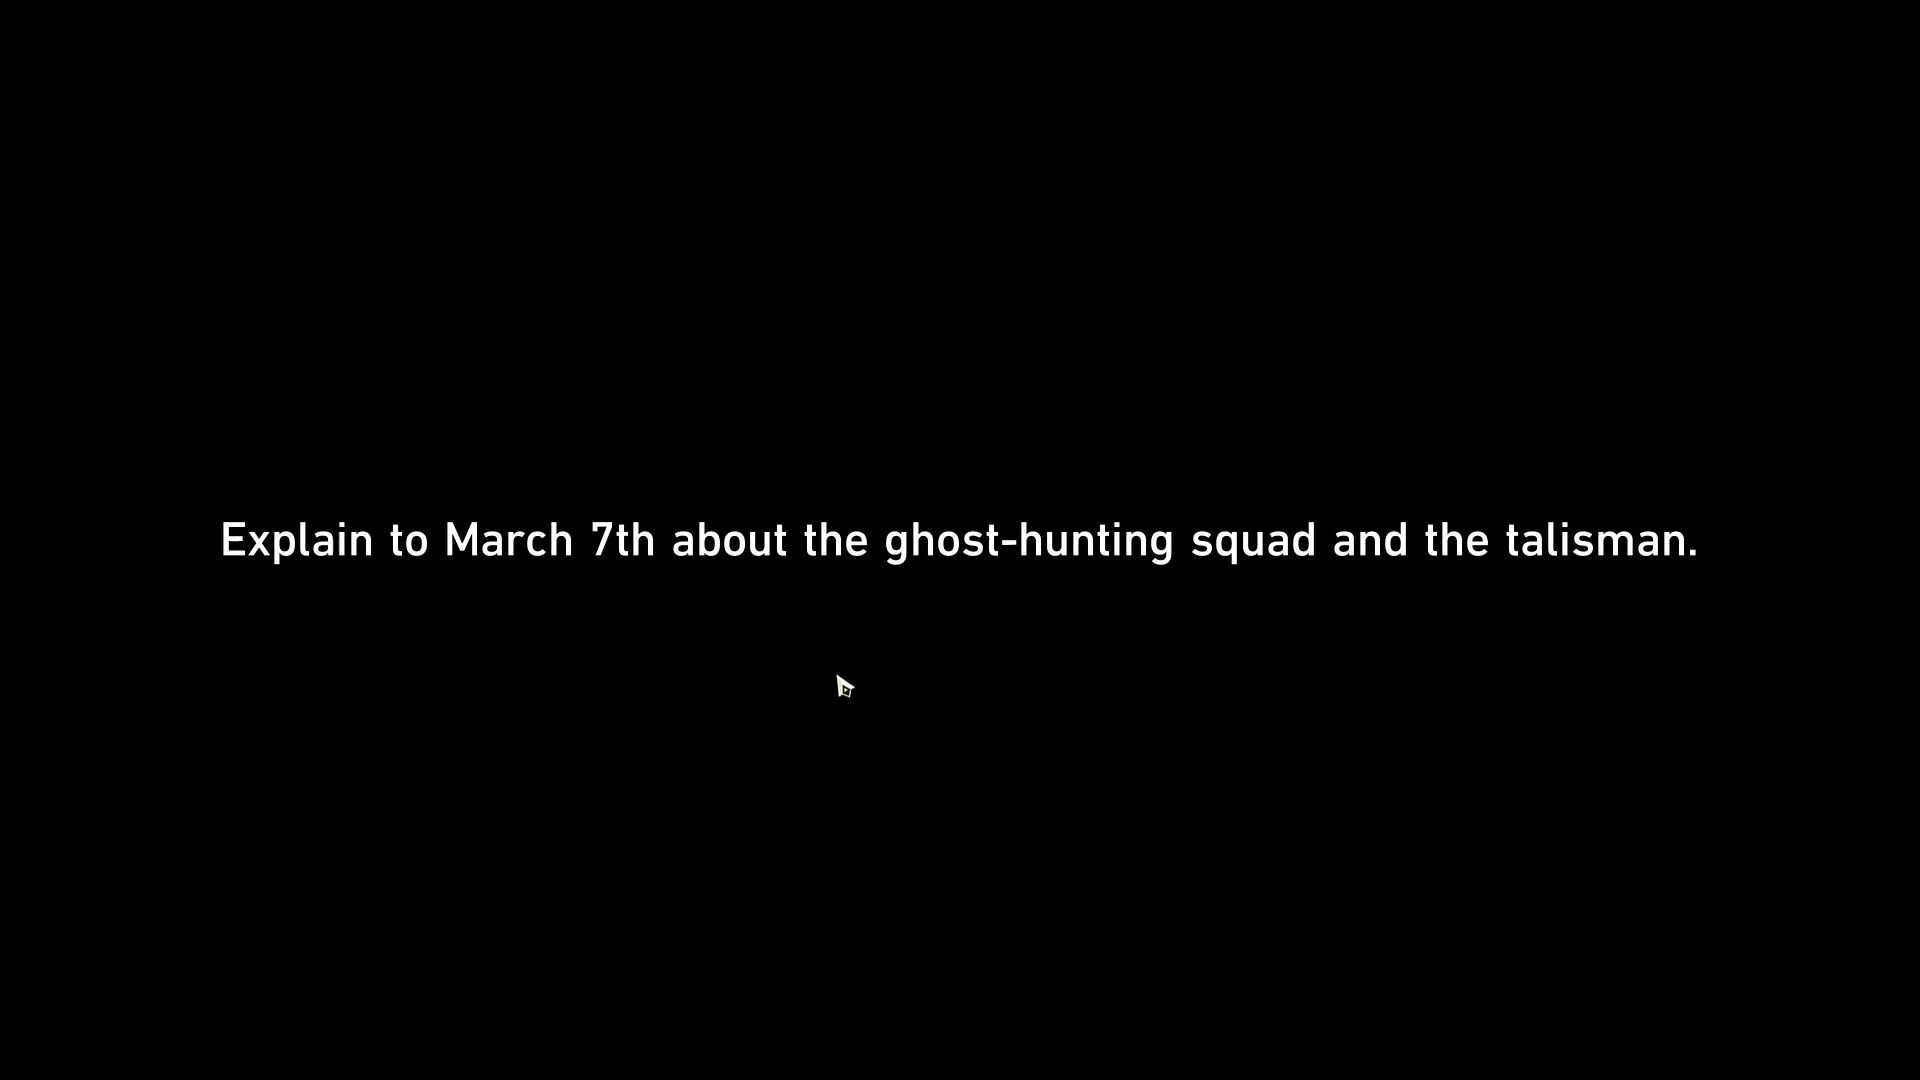 Explain to March 7th about the ghost-hunting squad and the talisman.